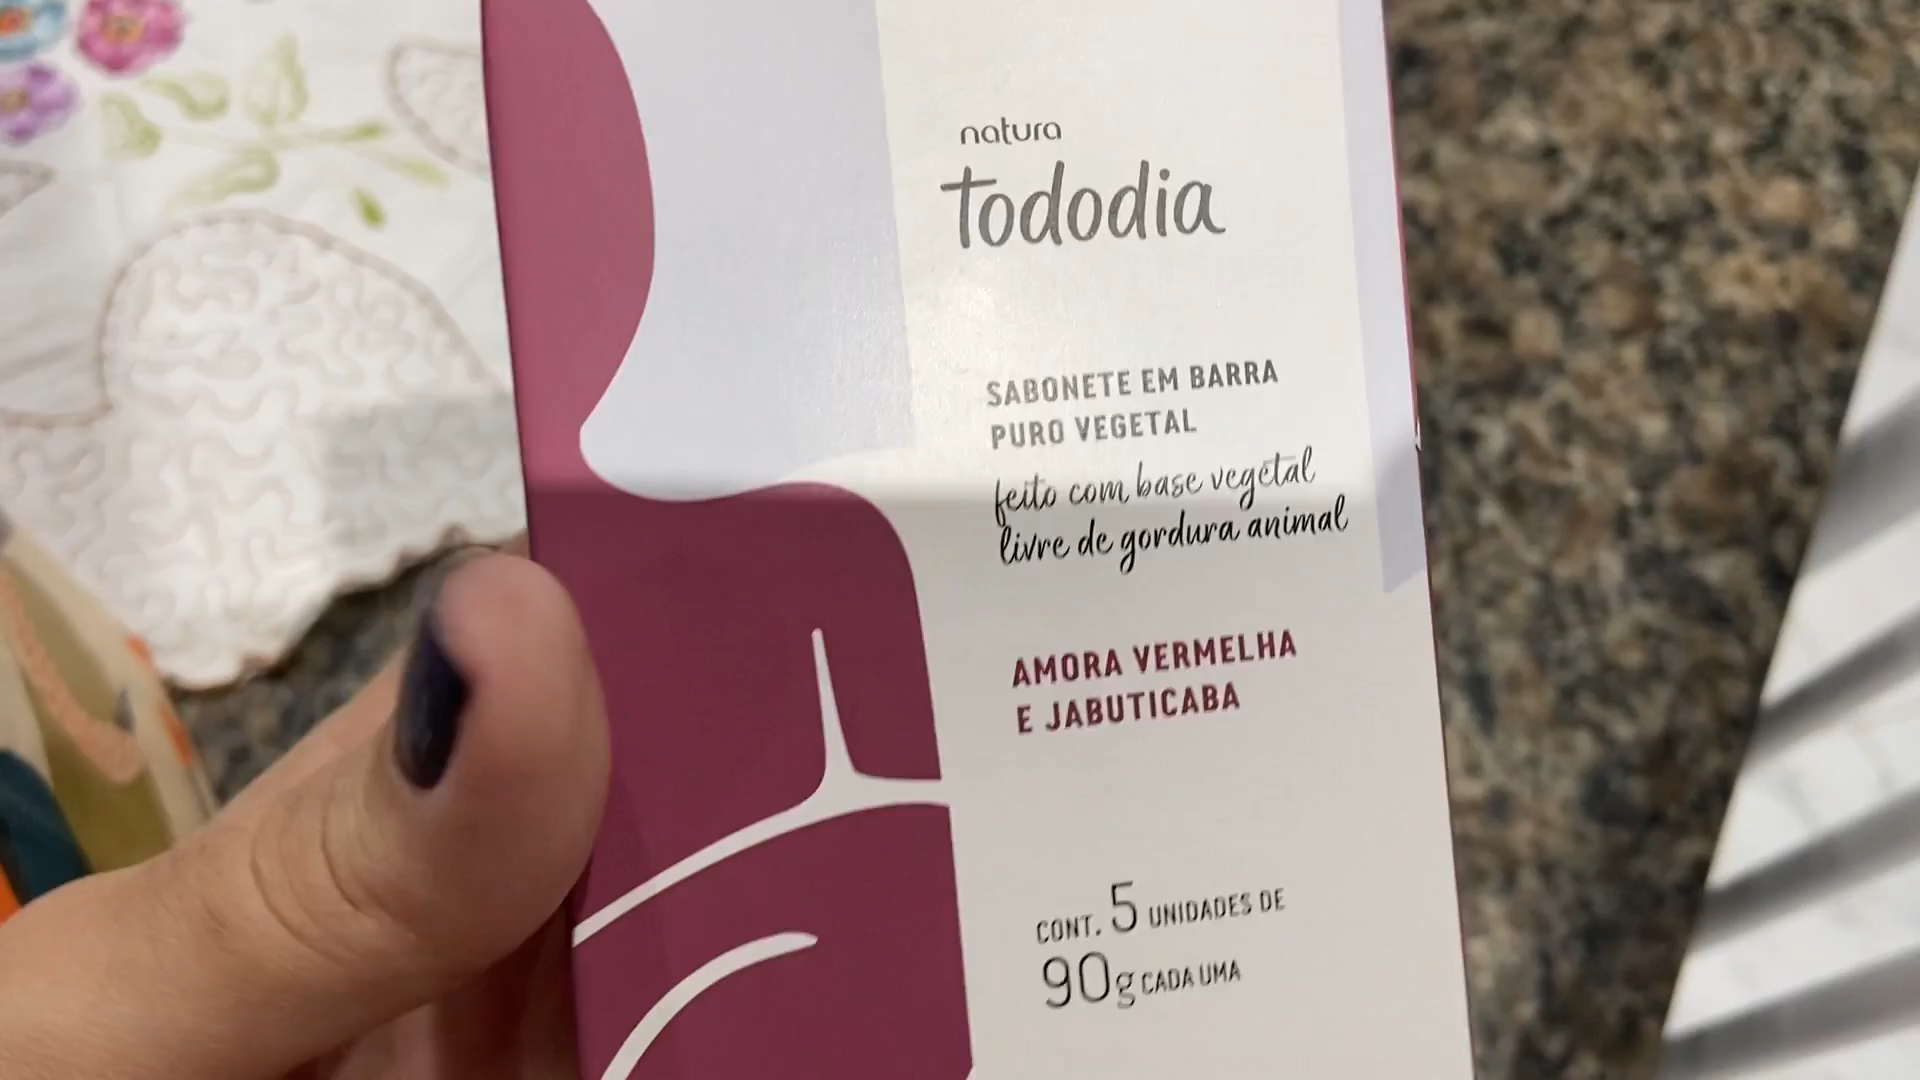 natura
tododia
SABONETE EM BARRA
PURO VEGETAL
feito com base vegetal
livre de gordura animal
AMORA VERMELHA
E JABUTICABA
CONT. 5 UNIDADES DE
90g CADA UMA